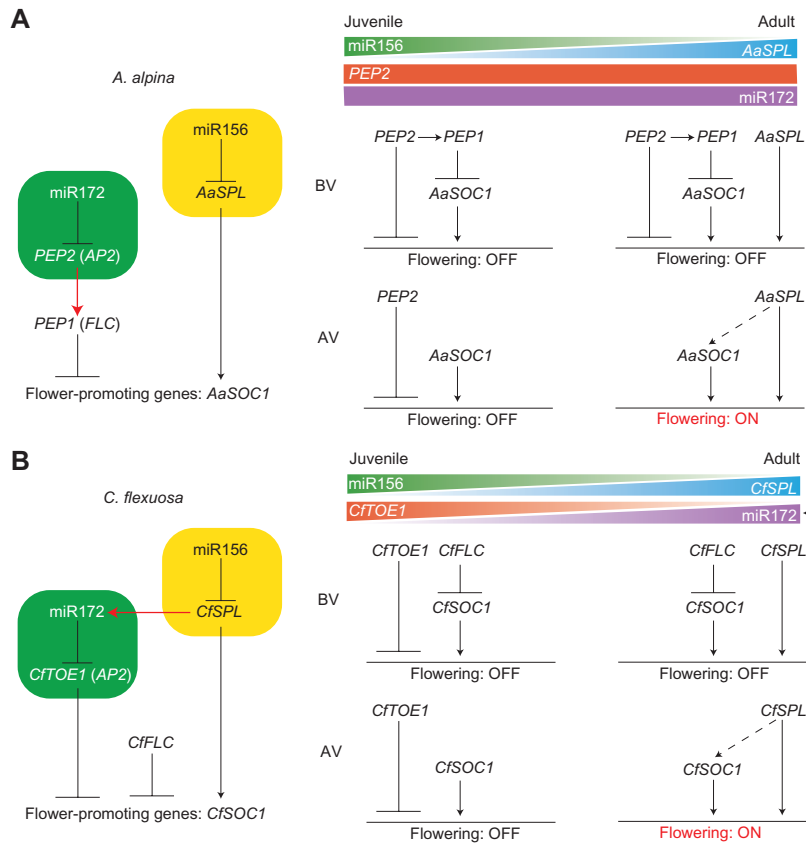 A
Juvenile Adult
miR156
AaSPL
PEP2
miR172
A. alpina
miR156
AaSPL
miR172
PEP2 (AP2)
PEP1 (FLC)
Flower-promoting genes: AaSOC1
BV
PEP2 PEP1
AaSOC1
Flowering: OFF
PEP2 PEP1 AaSPL
AaSOC1
Flowering: OFF
AV
PEP2
AaSOC1
Flowering: OFF
AaSPL
AaSOC1
Flowering: ON
B
Juvenile Adult
miR156
CfSPL
CfTOE1
miR172
C. flexuosa
miR156
CfSPL
miR172
CfTOE1 (AP2)
CfFLC
Flower-promoting genes: CfSOC1
BV
CfTOE1 CfFLC
CfSOC1
Flowering: OFF
CfFLC CfSPL
CfSOC1
Flowering: OFF
AV
CfTOE1
CfSOC1
Flowering: OFF
CfSPL
CfSOC1
Flowering: ON